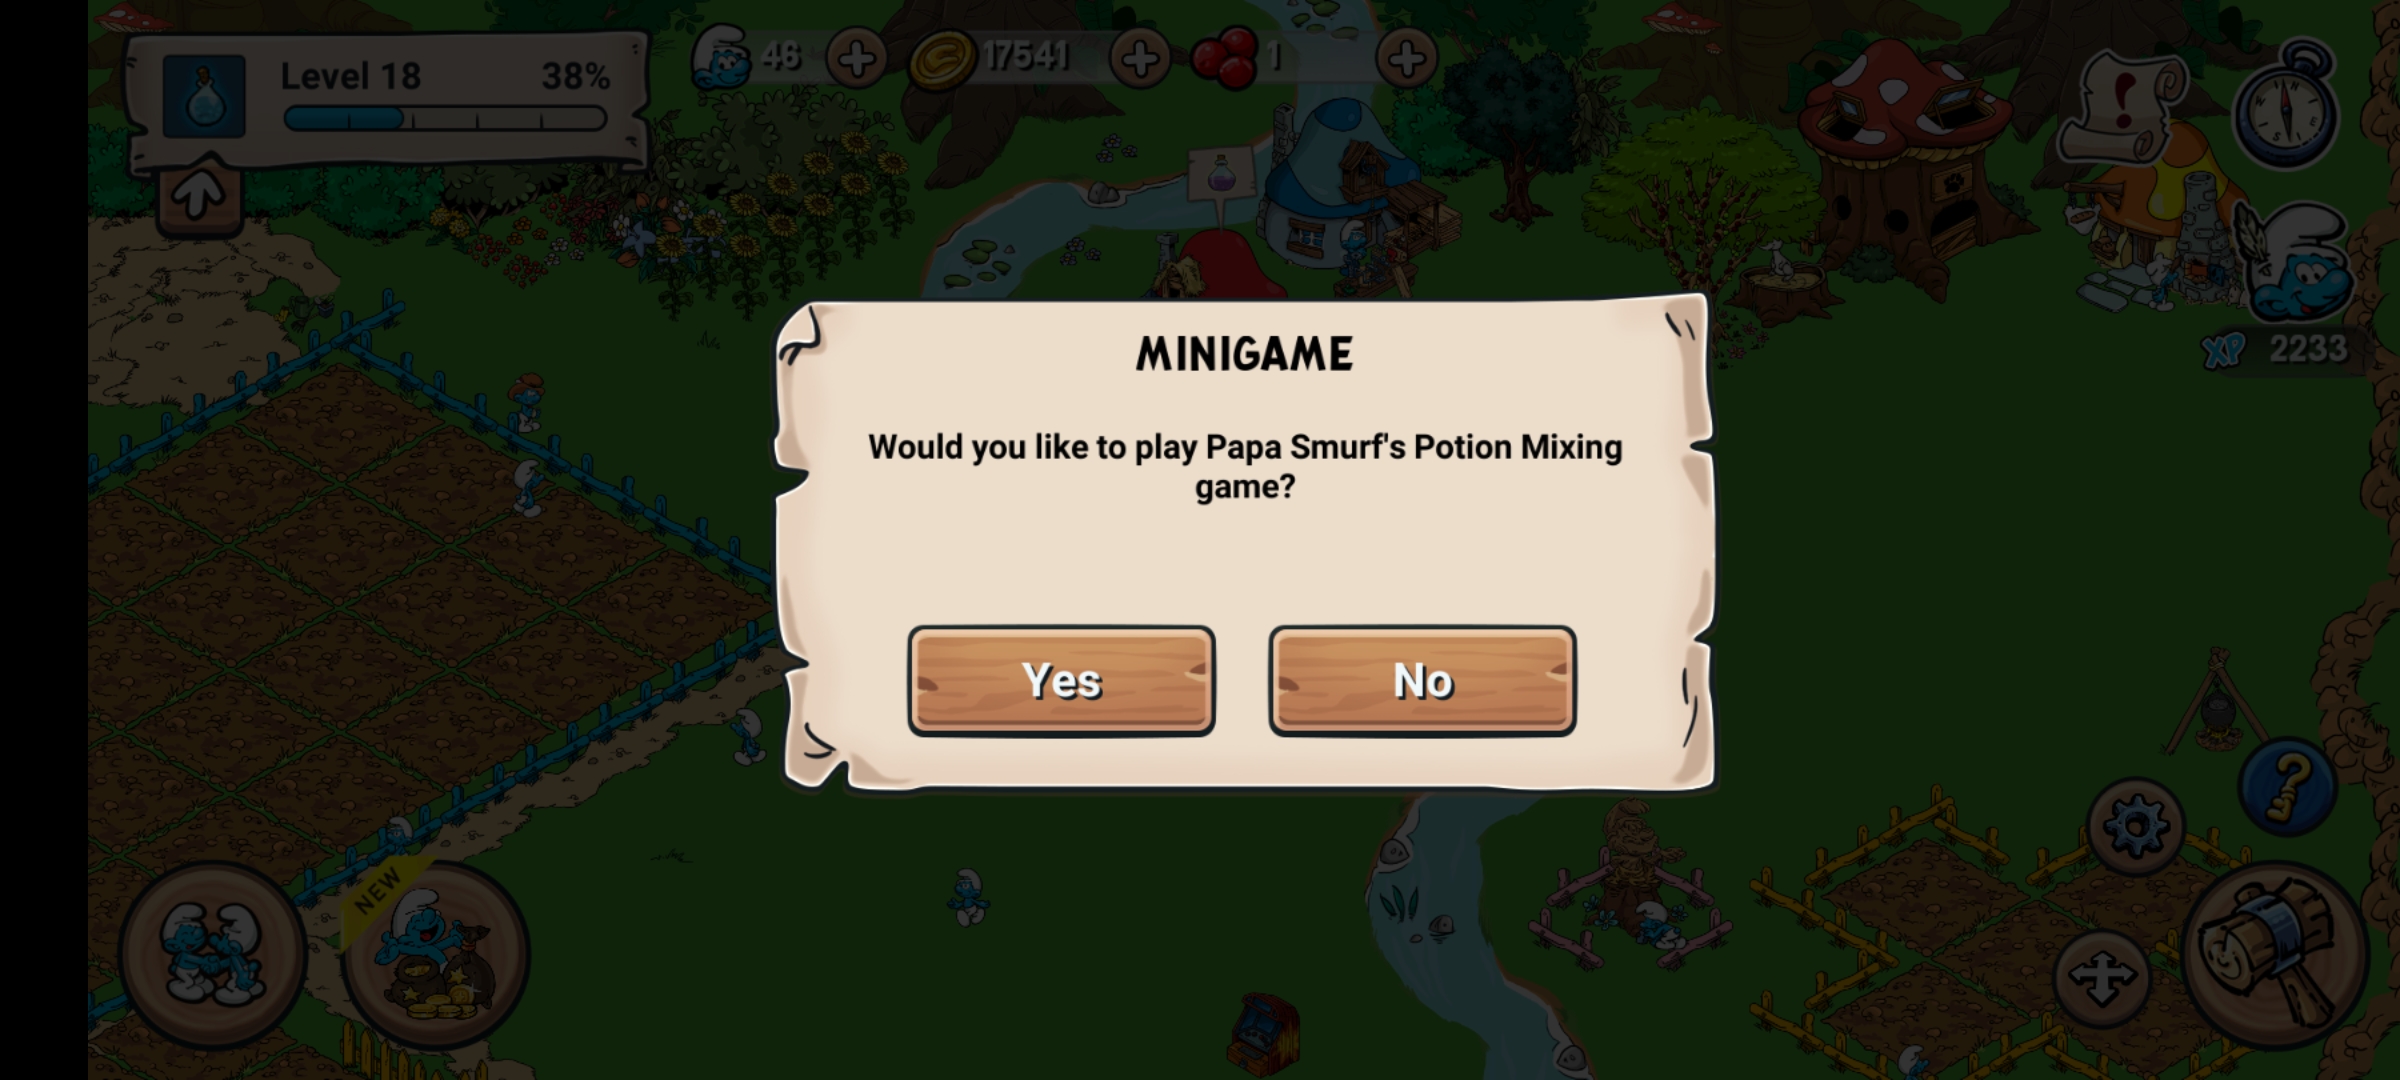 Level 18
38%
46
17541
1
XP 2233
MINIGAME
Would you like to play Papa Smurf's Potion Mixing
game?
Yes
No
NEW